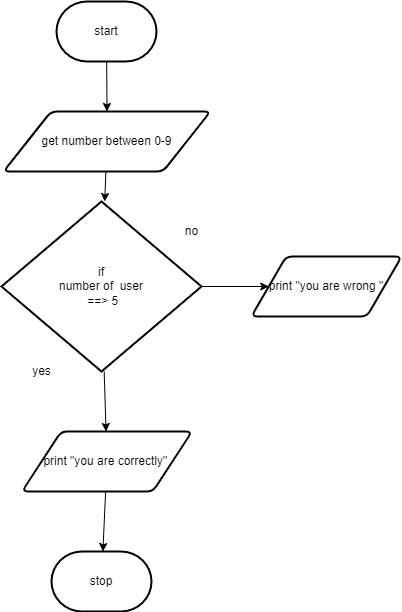 start
get number between 0-9
no
if
number of user
==> 5
print "you are wrong "
yes
print "you are correctly"
stop